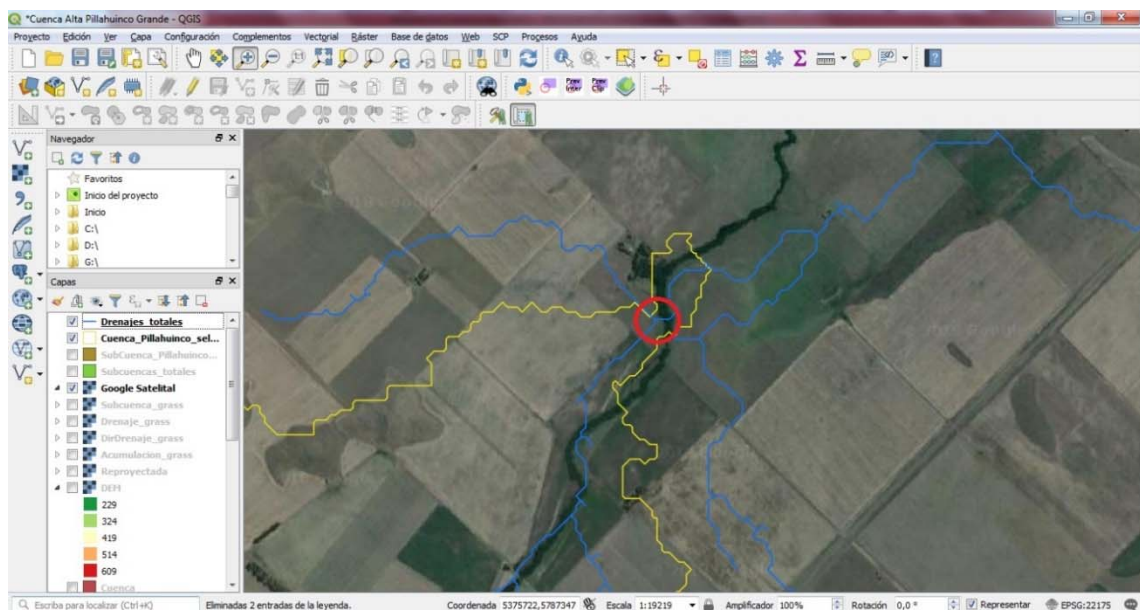 *Cuenca Alta Pillahuinco Grande - QGIS
Proyecto Edición Ver Capa Configuración Complementos Vectorial Ráster Base de datos Web SCP Procesos Ayuda
Navegador
Favoritos
Inicio del proyecto
Inicio
C:\
D:\
G:\
Capas
Drenajes_totales
Cuenca_Pillahuinco_sel...
SubCuenca_Pillahuinco...
Subcuencas_totales
Google Satelital
Subcuenca_grass
Drenaje_grass
DirDrenaje_grass
Acumulacion_grass
Reproyectada
DEM
229
324
419
514
609
Cuenca
Escriba para localizar (Ctrl+K) Eliminadas 2 entradas de la leyenda. Coordenada 5375722,5787347 Escala 1:19219 Amplificador 100% Rotación 0,0 ° Representar EPSG:22175